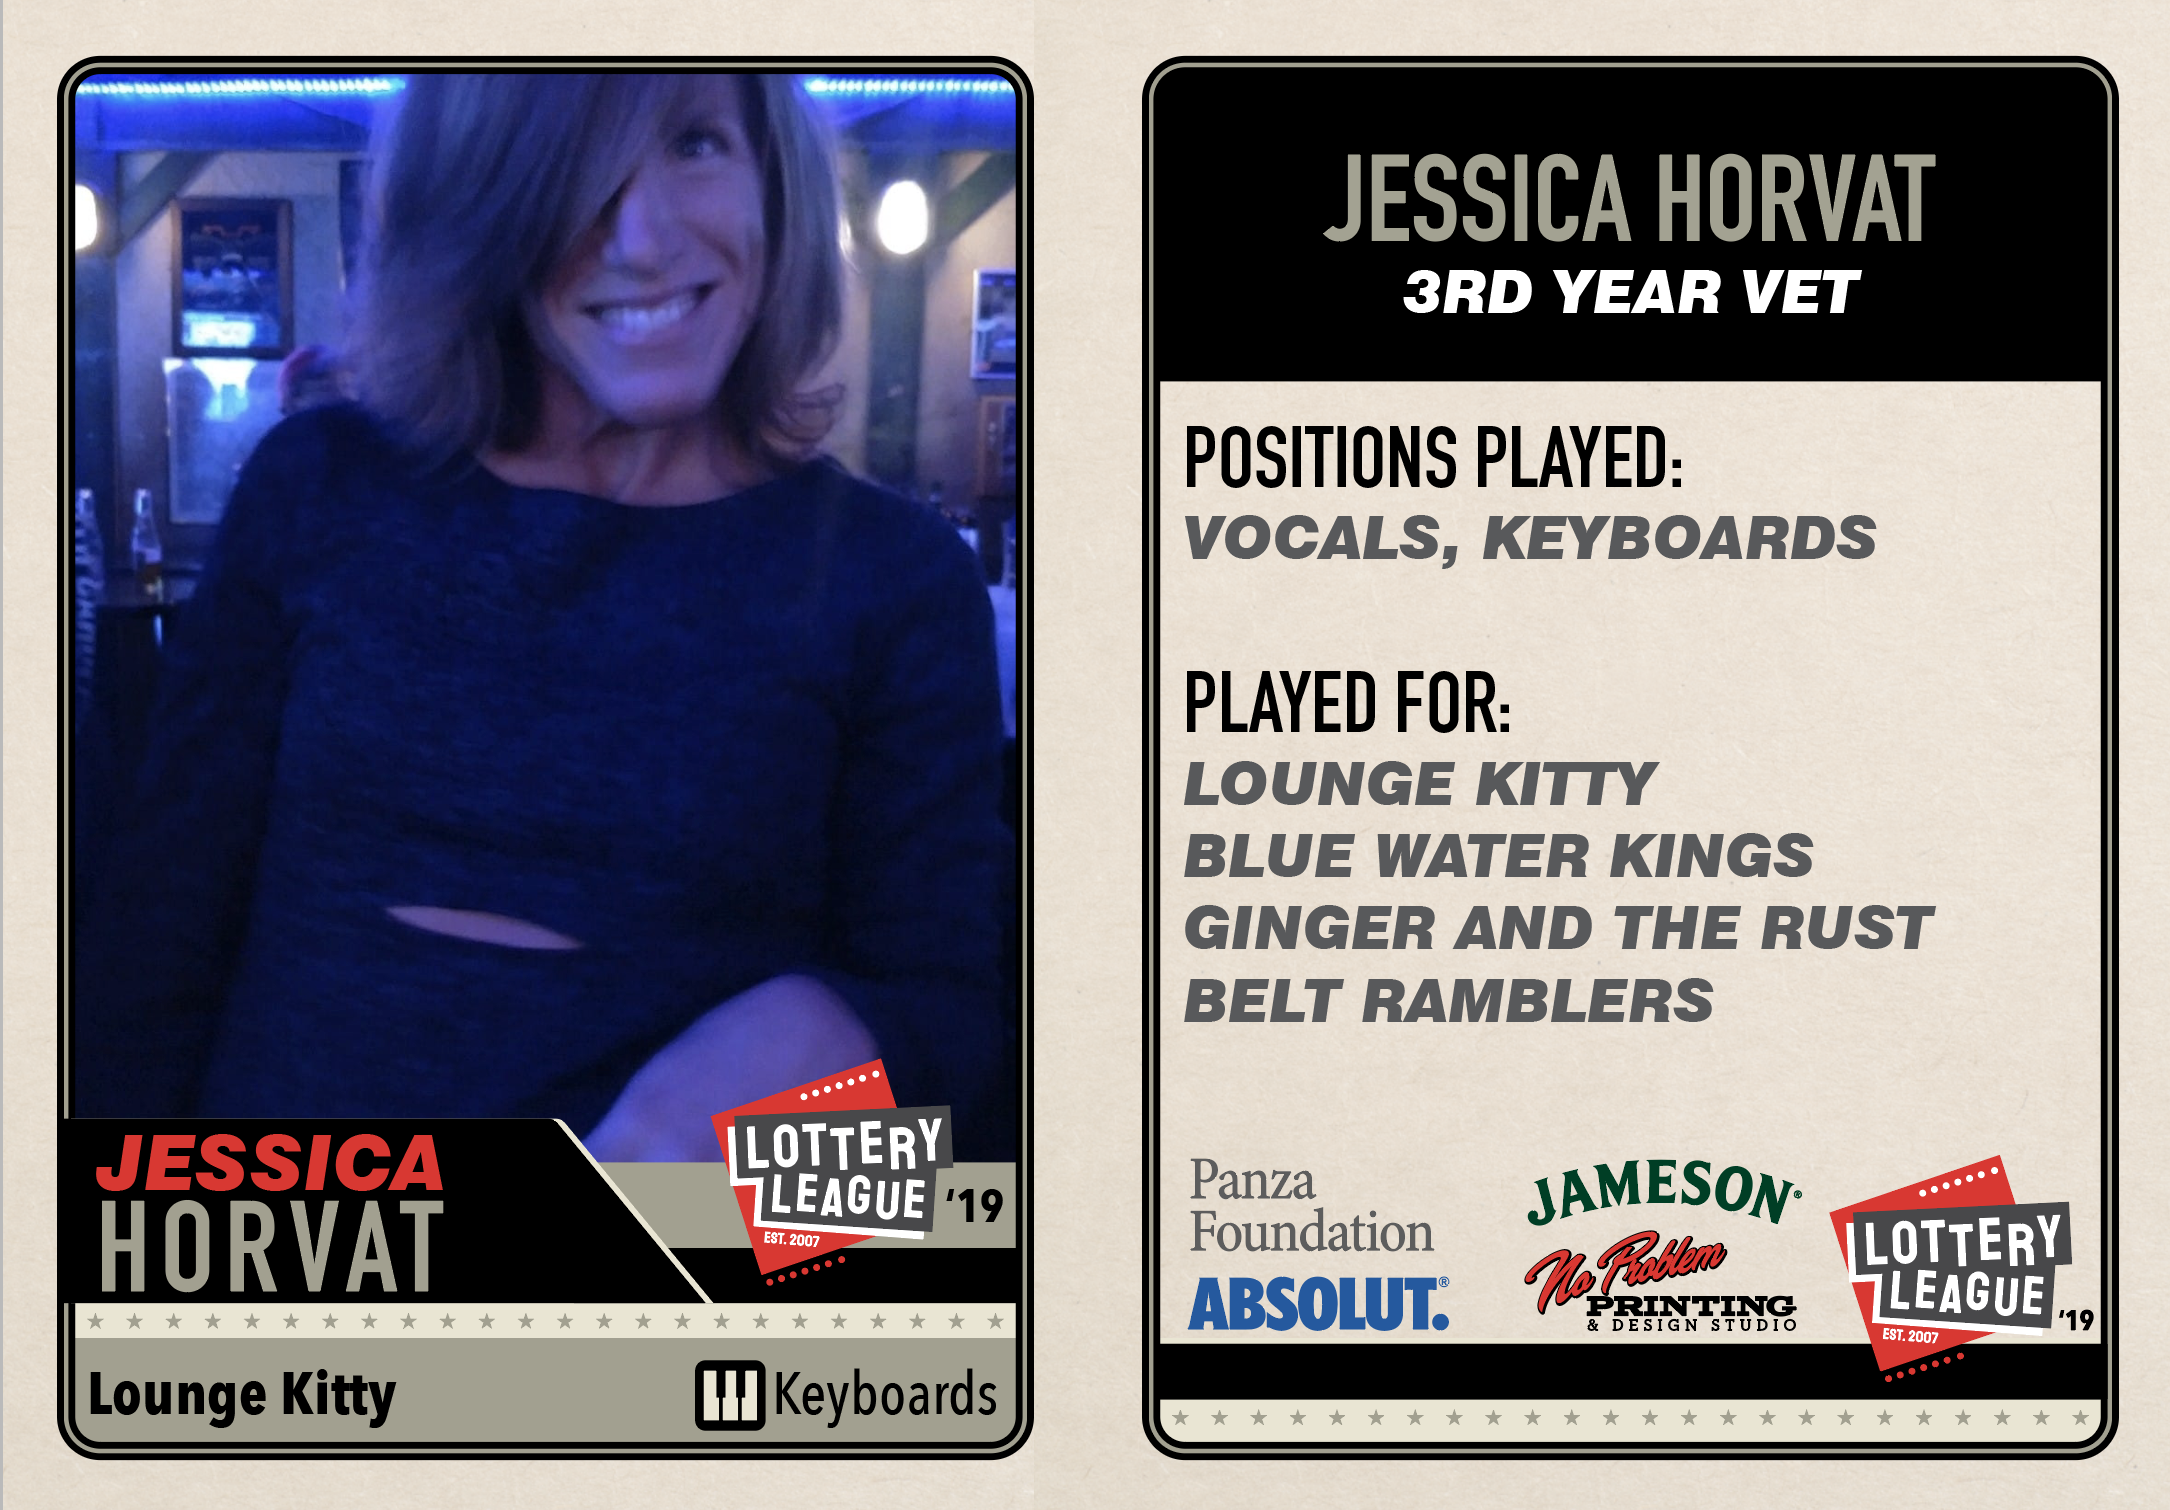 JESSICA
HORVAT
LOTTERY
LEAGUE
'19
EST. 2007
Lounge Kitty
Keyboards
JESSICA HORVAT
3RD YEAR VET
POSITIONS PLAYED:
VOCALS, KEYBOARDS
PLAYED FOR:
LOUNGE KITTY
BLUE WATER KINGS
GINGER AND THE RUST
BELT RAMBLERS
Panza
Foundation
ABSOLUT.®
JAMESON®
No Problem
PRINTING
& DESIGN STUDIO
LOTTERY
LEAGUE
'19
EST. 2007